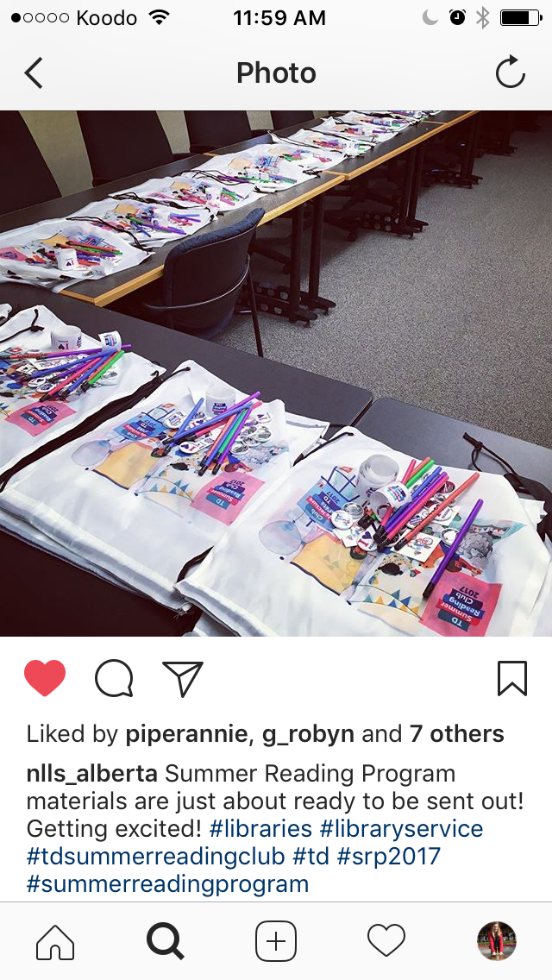 Koodo 11:59 AM
Photo
TD
Summer
Reading
Club
2017
Liked by piperannie, g_robyn and 7 others
nlls_alberta Summer Reading Program
materials are just about ready to be sent out!
Getting excited! #libraries #libraryservice
#tdsummerreadingclub #td #srp2017
#summerreadingprogram